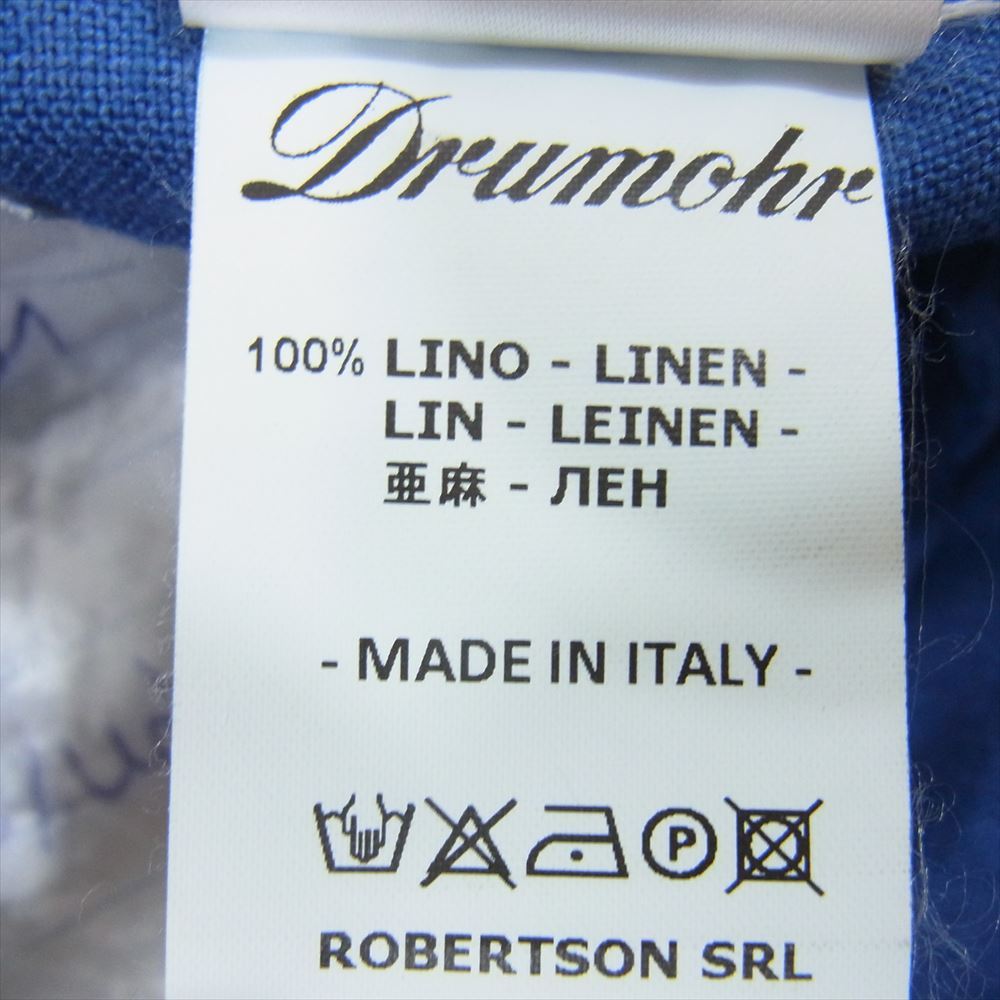 Drumohr
100% LINO - LINEN -
LIN - LEINEN -
亜麻 - ЛЕН
- MADE IN ITALY -
P
ROBERTSON SRL